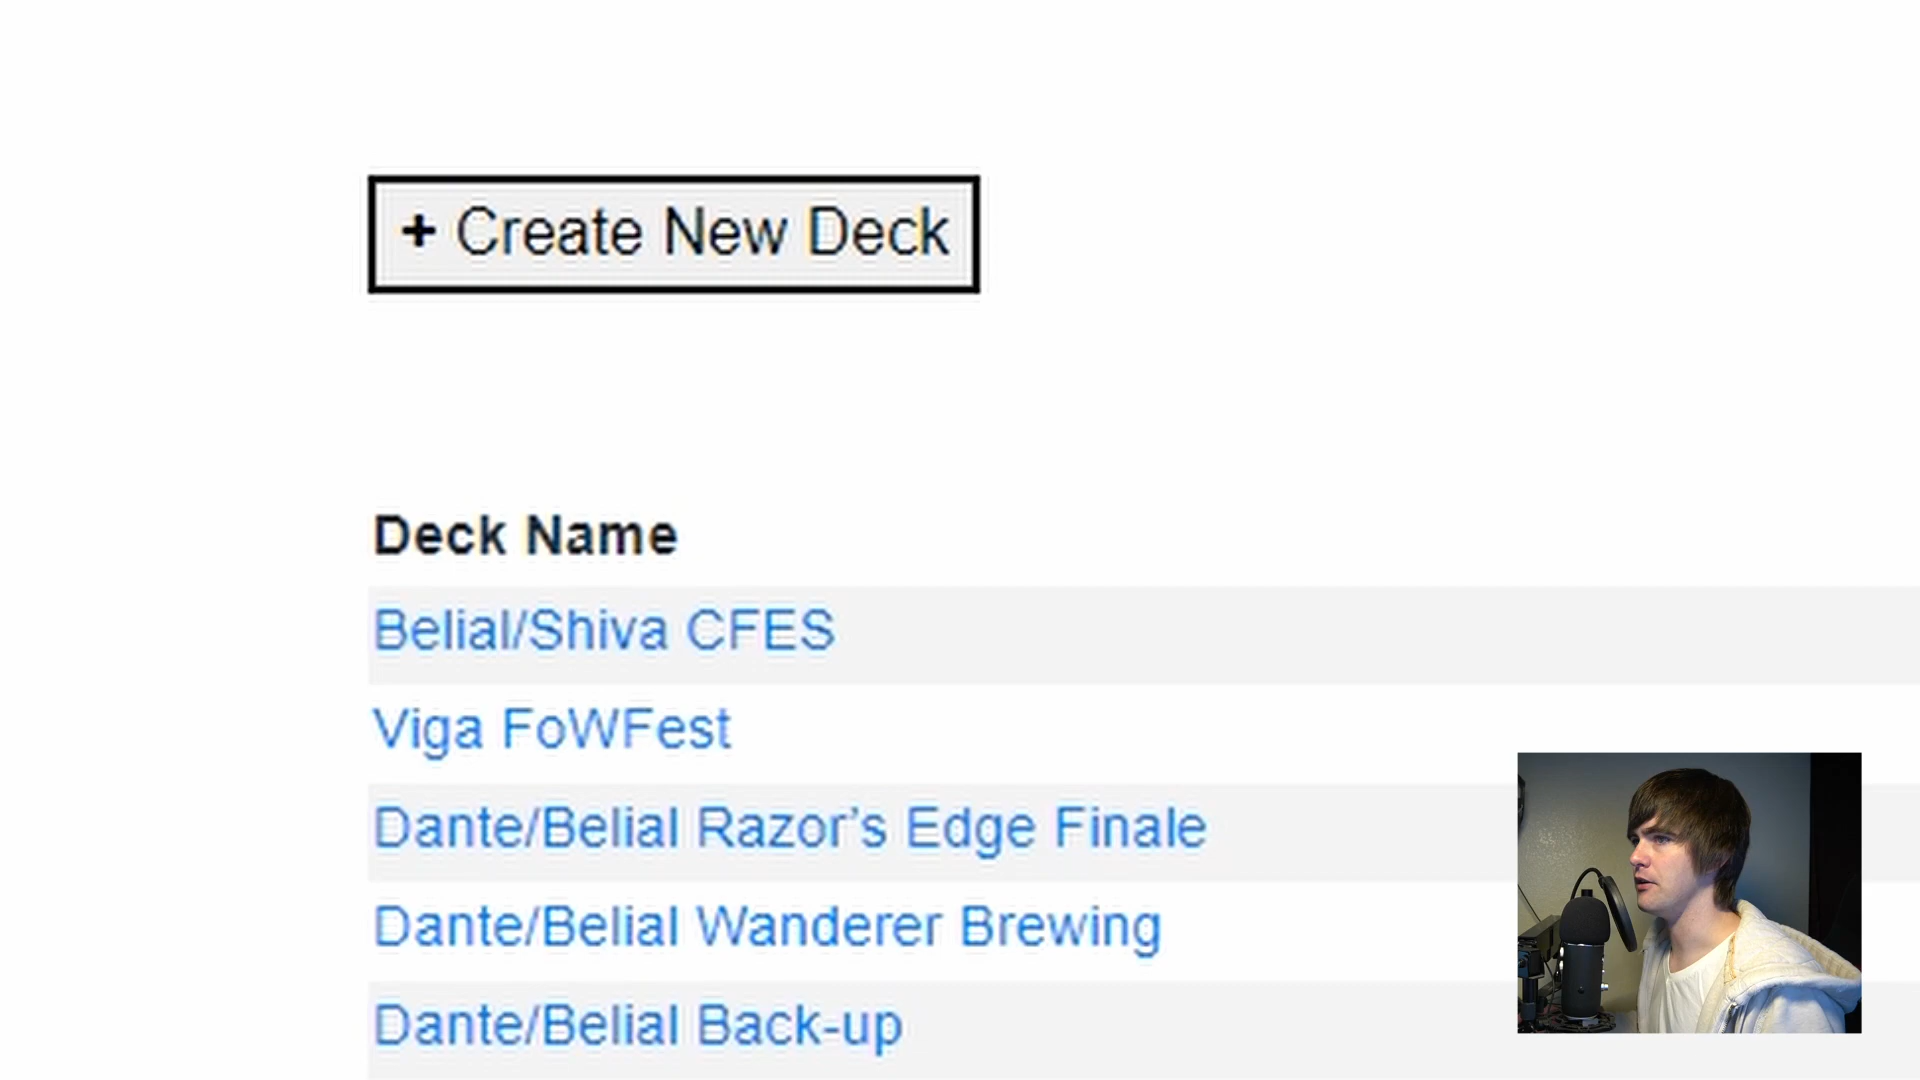 + Create New Deck
Deck Name
Belial/Shiva CFES
Viga FoWFest
Dante/Belial Razor’s Edge Finale
Dante/Belial Wanderer Brewing
Dante/Belial Back-up